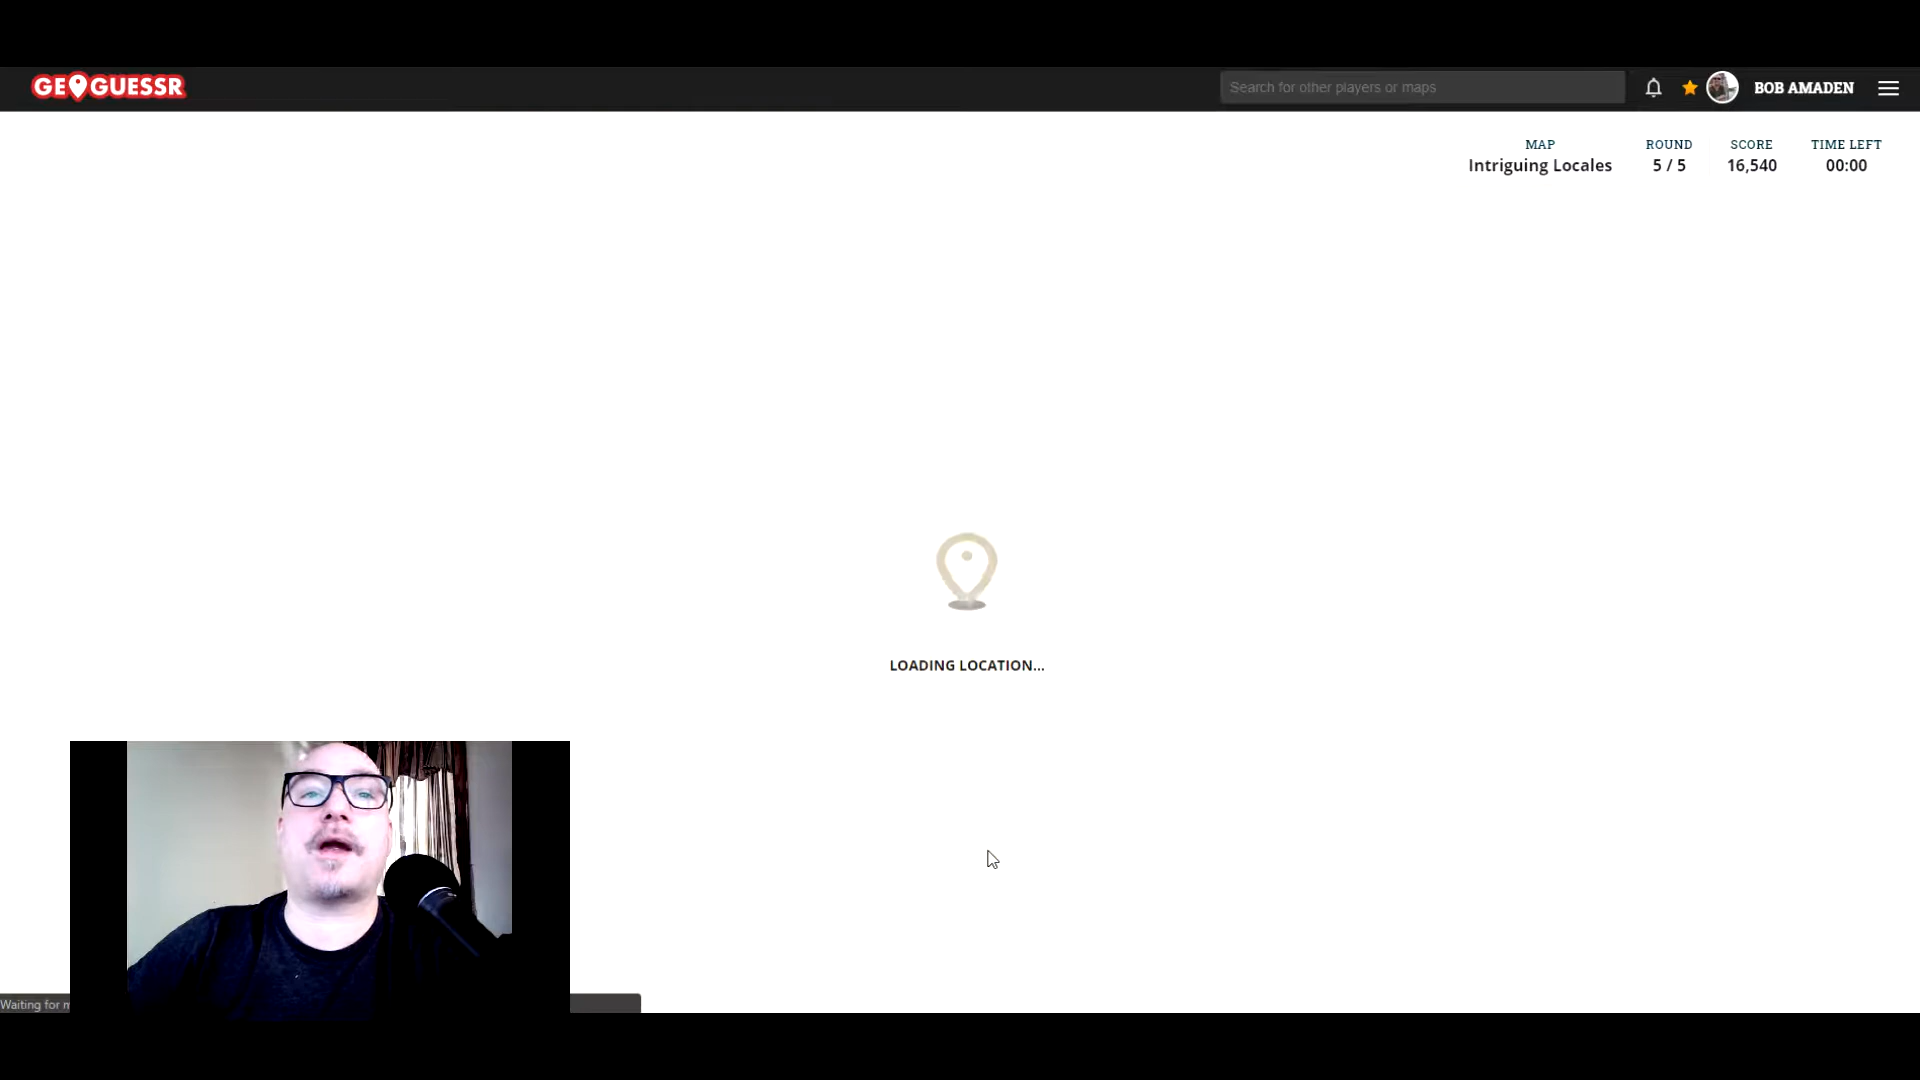 GEOGUESSR
Search for other players or maps
BOB AMADEN
MAP
Intriguing Locales
ROUND
5 / 5
SCORE
16,540
TIME LEFT
00:00
LOADING LOCATION...
Waiting for